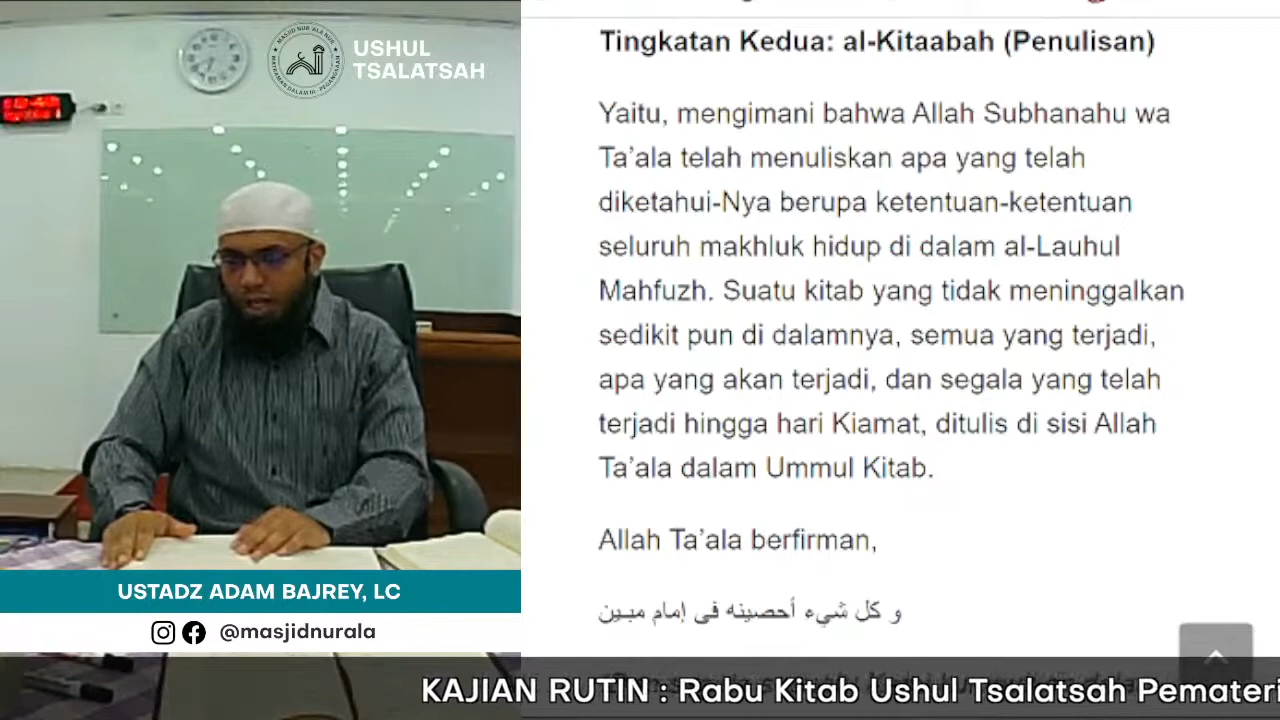 MASJID NUR 'ALA NUR
USHUL
TSALATSAH
Tingkatan Kedua: al-Kitaabah (Penulisan)
Yaitu, mengimani bahwa Allah Subhanahu wa
Ta’ala telah menuliskan apa yang telah
diketahui-Nya berupa ketentuan-ketentuan
seluruh makhluk hidup di dalam al-Lauhul
Mahfuzh. Suatu kitab yang tidak meninggalkan
sedikit pun di dalamnya, semua yang terjadi,
apa yang akan terjadi, dan segala yang telah
terjadi hingga hari Kiamat, ditulis di sisi Allah
Ta’ala dalam Ummul Kitab.
Allah Ta’ala berfirman,
و كل شيء أحصينه في إمام مبين
USTADZ ADAM BAJREY, LC
@masjidnurala
KAJIAN RUTIN : Rabu Kitab Ushul Tsalatsah Pemateri